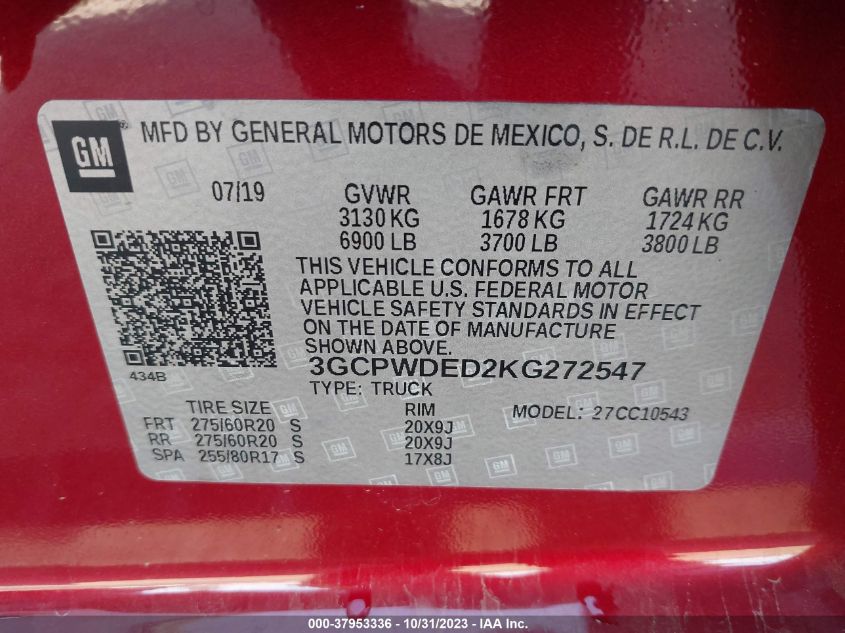 GM
MFD BY GENERAL MOTORS DE MEXICO, S. DE R.L. DE C.V.
07/19 GVWR GAWR FRT GAWR RR
3130 KG 1678 KG 1724 KG
6900 LB 3700 LB 3800 LB
THIS VEHICLE CONFORMS TO ALL
APPLICABLE U.S. FEDERAL MOTOR
VEHICLE SAFETY STANDARDS IN EFFECT
ON THE DATE OF MANUFACTURE
SHOWN ABOVE.
434B
3GCPWDED2KG272547
TYPE: TRUCK
TIRE SIZE RIM MODEL: 27CC10543
FRT 275/60R20 S 20X9J
RR 275/60R20 S 20X9J
SPA 255/80R17 S 17X8J
000-37953336 - 10/31/2023 - IAAI.COM